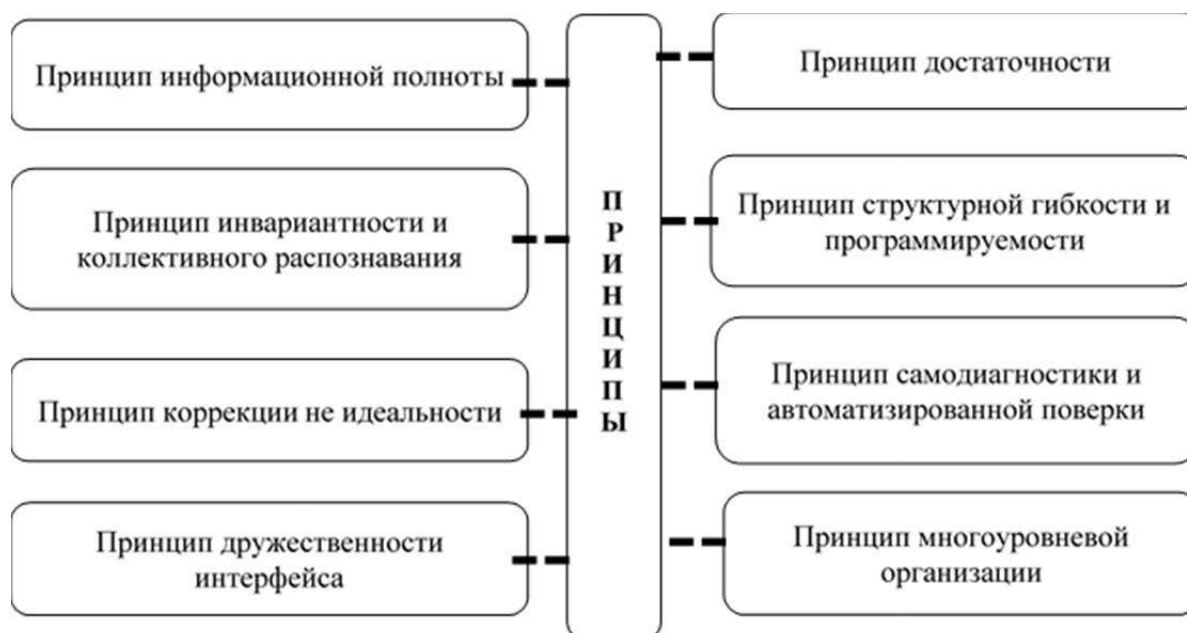 Принцип информационной полноты
Принцип инвариантности и
коллективного распознавания
Принцип коррекции не идеальности
Принцип дружественности
интерфейса
ПРИНЦИПЫ
Принцип достаточности
Принцип структурной гибкости и
программируемости
Принцип самодиагностики и
автоматизированной поверки
Принцип многоуровневой
организации